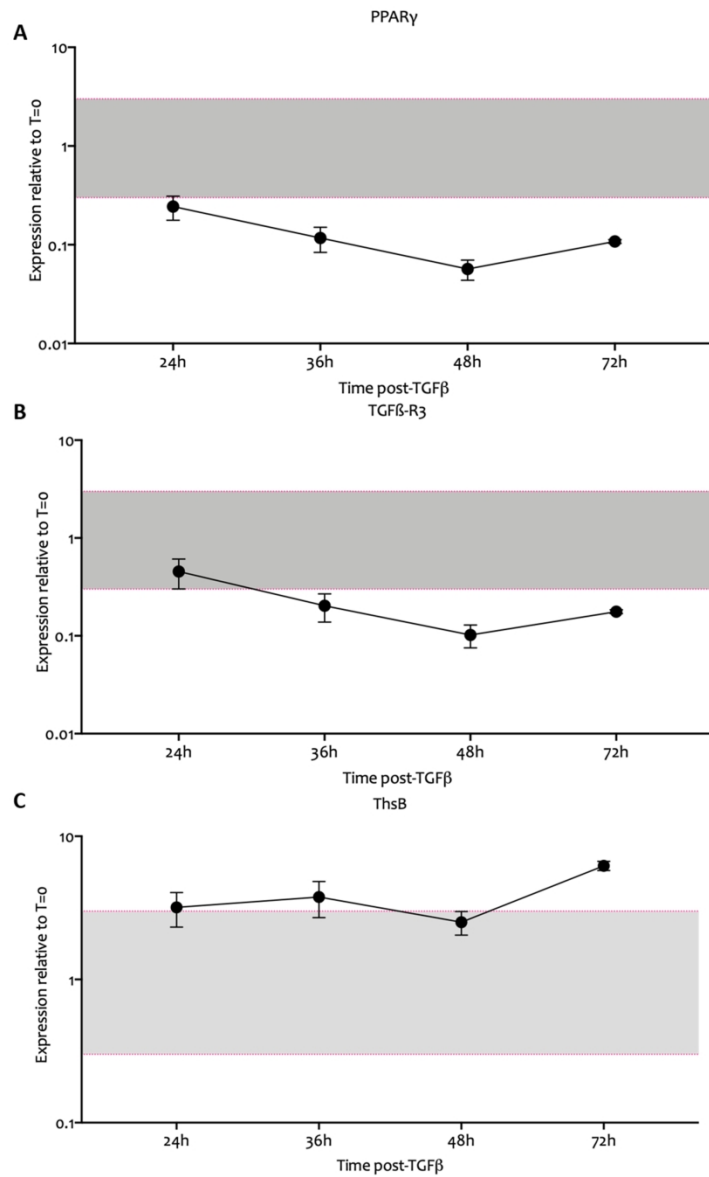 A
PPARγ
Expression relative to T=0
10
1
0.1
0.01
24h 36h 48h 72h
Time post-TGFβ
B
TGFß-R3
Expression relative to T=0
10
1
0.1
0.01
24h 36h 48h 72h
Time post-TGFβ
C
ThsB
Expression relative to T=0
10
1
0.1
24h 36h 48h 72h
Time post-TGFβ